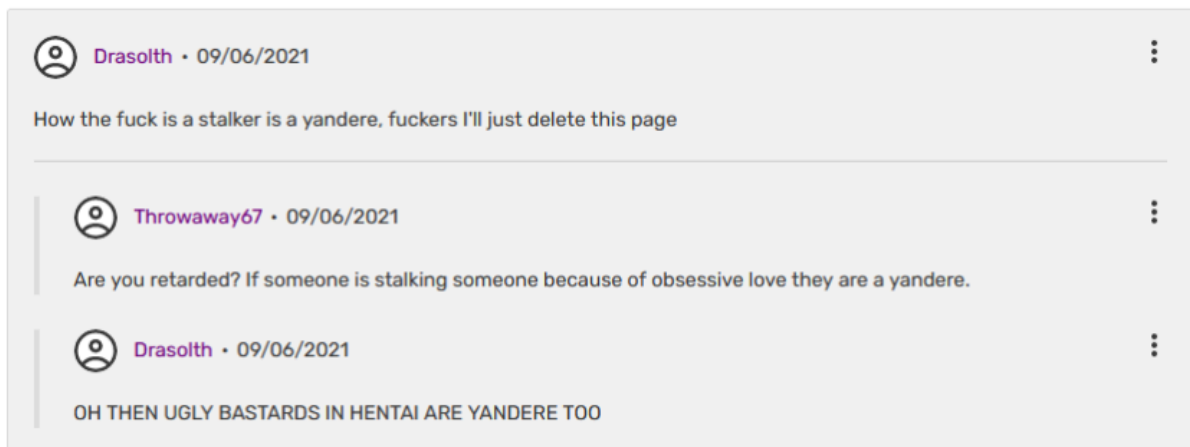 Drasolth • 09/06/2021
How the fuck is a stalker is a yandere, fuckers I'll just delete this page
Throwaway67 • 09/06/2021
Are you retarded? If someone is stalking someone because of obsessive love they are a yandere.
Drasolth • 09/06/2021
OH THEN UGLY BASTARDS IN HENTAI ARE YANDERE TOO